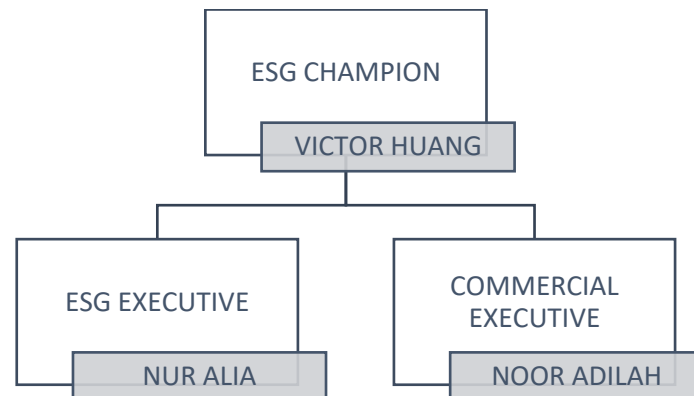 ESG CHAMPION
VICTOR HUANG
ESG EXECUTIVE
NUR ALIA
COMMERCIAL
EXECUTIVE
NOOR ADILAH